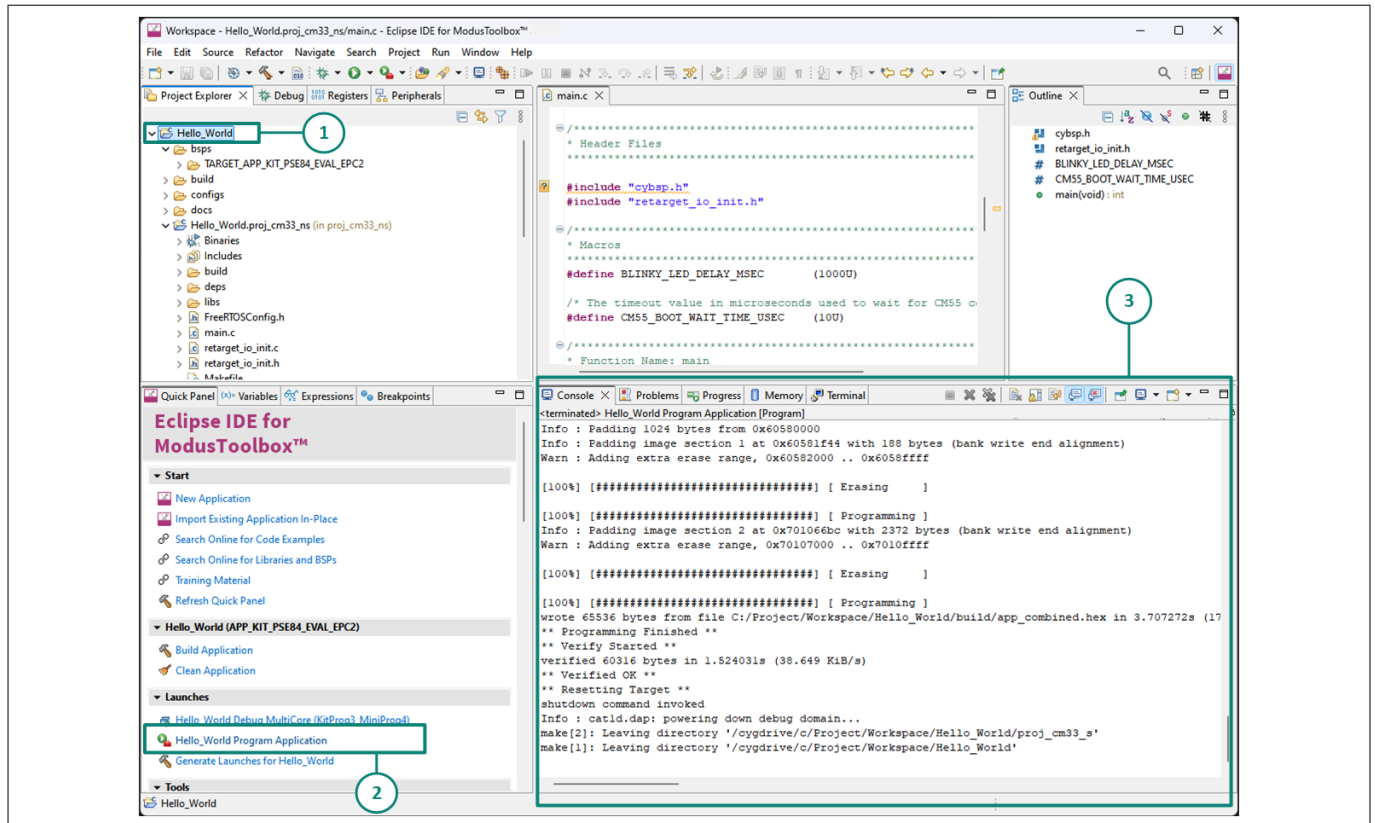 Workspace - Hello_World.proj_cm33_ns/main.c - Eclipse IDE for ModusToolbox™
File Edit Source Refactor Navigate Search Project Run Window Help
Project Explorer Debug Registers Peripherals
1
Hello_World
bsps
TARGET_APP_KIT_PSE84_EVAL_EPC2
build
configs
docs
Hello_World.proj_cm33_ns (in proj_cm33_ns)
Binaries
Includes
build
deps
libs
FreeRTOSConfig.h
main.c
retarget_io_init.c
retarget_io_init.h
Makefile
main.c
/************************************************************
* Header Files
************************************************************
#include "cybsp.h"
#include "retarget_io_init.h"
/************************************************************
* Macros
************************************************************
#define BLINKY_LED_DELAY_MSEC (1000U)
/* The timeout value in microseconds used to wait for CM55 co
#define CM55_BOOT_WAIT_TIME_USEC (10U)
/************************************************************
* Function Name: main
Outline
cybsp.h
retarget_io_init.h
BLINKY_LED_DELAY_MSEC
CM55_BOOT_WAIT_TIME_USEC
main(void) : int
3
Quick Panel Variables Expressions Breakpoints
Eclipse IDE for
ModusToolbox™
Start
New Application
Import Existing Application In-Place
Search Online for Code Examples
Search Online for Libraries and BSPs
Training Material
Refresh Quick Panel
Hello_World (APP_KIT_PSE84_EVAL_EPC2)
Build Application
Clean Application
Launches
Hello_World Debug MultiCore (KitProg3_MiniProg4)
Hello_World Program Application
Generate Launches for Hello_World
Tools
2
Hello_World
Console Problems Progress Memory Terminal
<terminated> Hello_World Program Application [Program]
Info : Padding 1024 bytes from 0x60580000
Info : Padding image section 1 at 0x60581f44 with 188 bytes (bank write end alignment)
Warn : Adding extra erase range, 0x60582000 .. 0x6058ffff
[100%] [################################] [ Erasing ]
[100%] [################################] [ Programming ]
Info : Padding image section 2 at 0x701066bc with 2372 bytes (bank write end alignment)
Warn : Adding extra erase range, 0x70107000 .. 0x7010ffff
[100%] [################################] [ Erasing ]
[100%] [################################] [ Programming ]
wrote 65536 bytes from file C:/Project/Workspace/Hello_World/build/app_combined.hex in 3.707272s (17
** Programming Finished **
** Verify Started **
verified 60316 bytes in 1.524031s (38.649 KiB/s)
** Verified OK **
** Resetting Target **
shutdown command invoked
Info : cat1d.dap: powering down debug domain...
make[2]: Leaving directory '/cygdrive/c/Project/Workspace/Hello_World/proj_cm33_s'
make[1]: Leaving directory '/cygdrive/c/Project/Workspace/Hello_World'